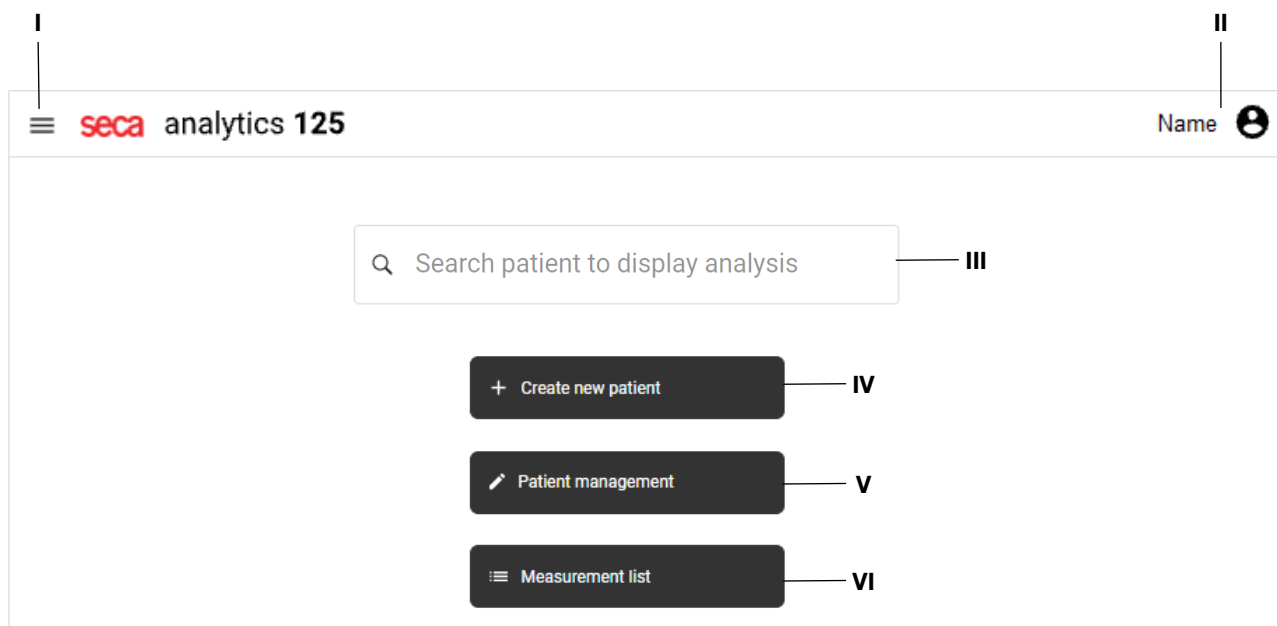 I
II
seca analytics 125
Name
Search patient to display analysis
III
Create new patient
IV
Patient management
V
Measurement list
VI